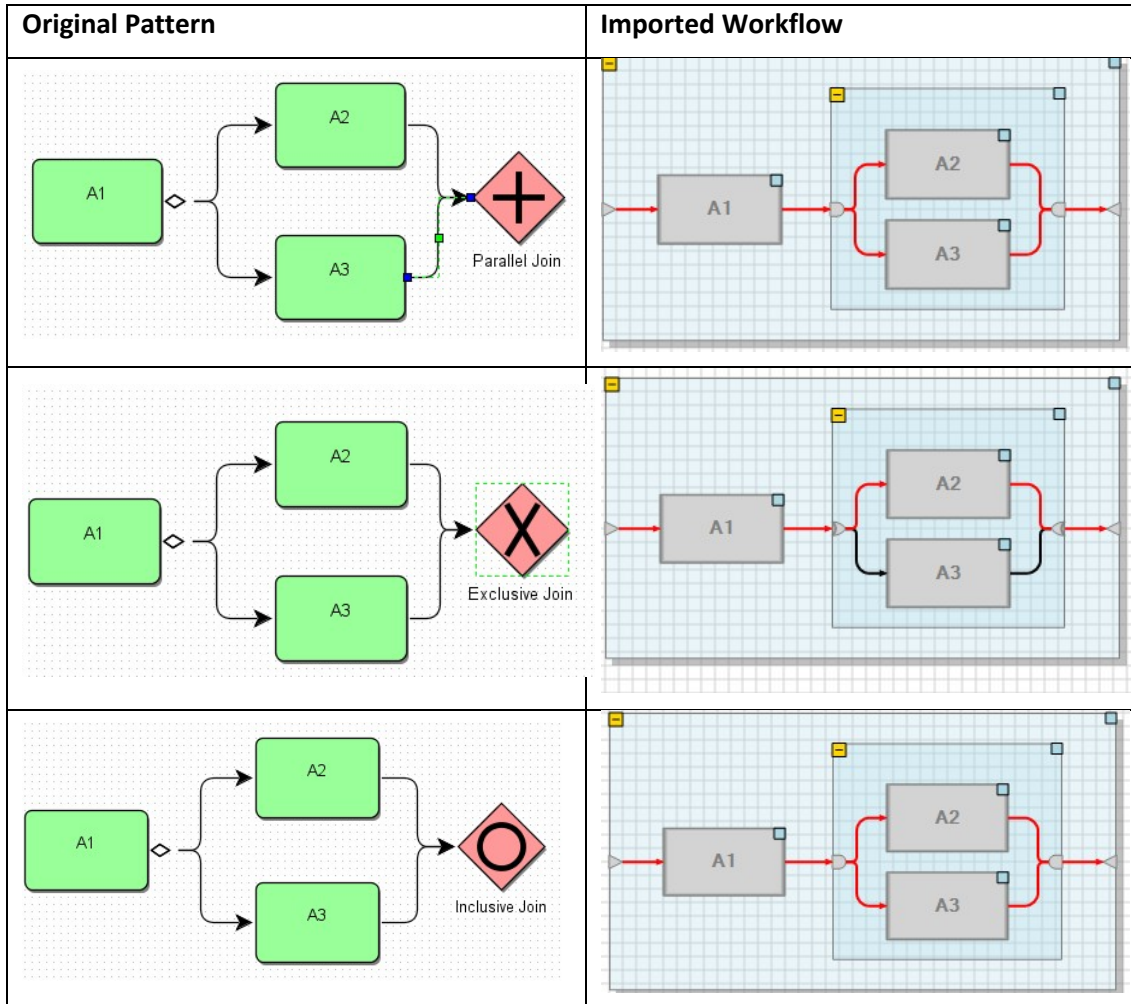 Original Pattern
Imported Workflow
A1
A2
A3
Parallel Join
A1
A2
A3
A1
A2
A3
Exclusive Join
A1
A2
A3
A1
A2
A3
Inclusive Join
A1
A2
A3